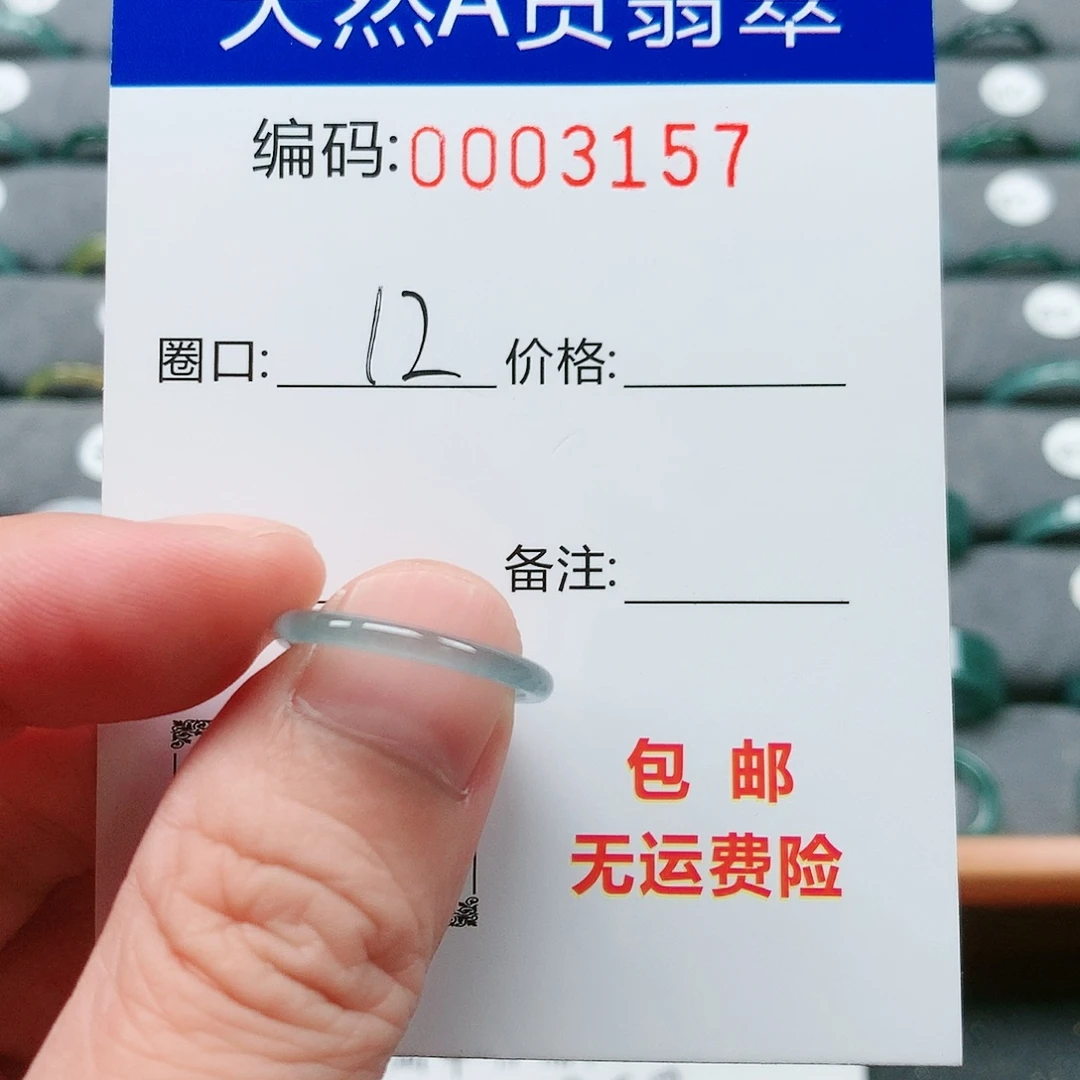 天然A货翡翠
编码:0003157
圈口: 12 价格:
备注:
包 邮
无运费险